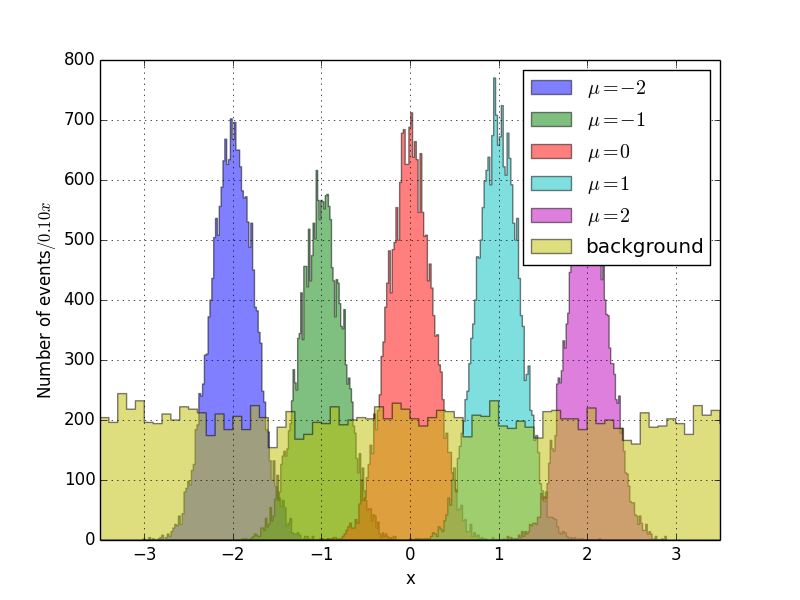 800
700
600
500
400
300
200
100
0
Number of events/0.10x
μ=−2
μ=−1
μ=0
μ=1
μ=2
background
−3 −2 −1 0 1 2 3
x